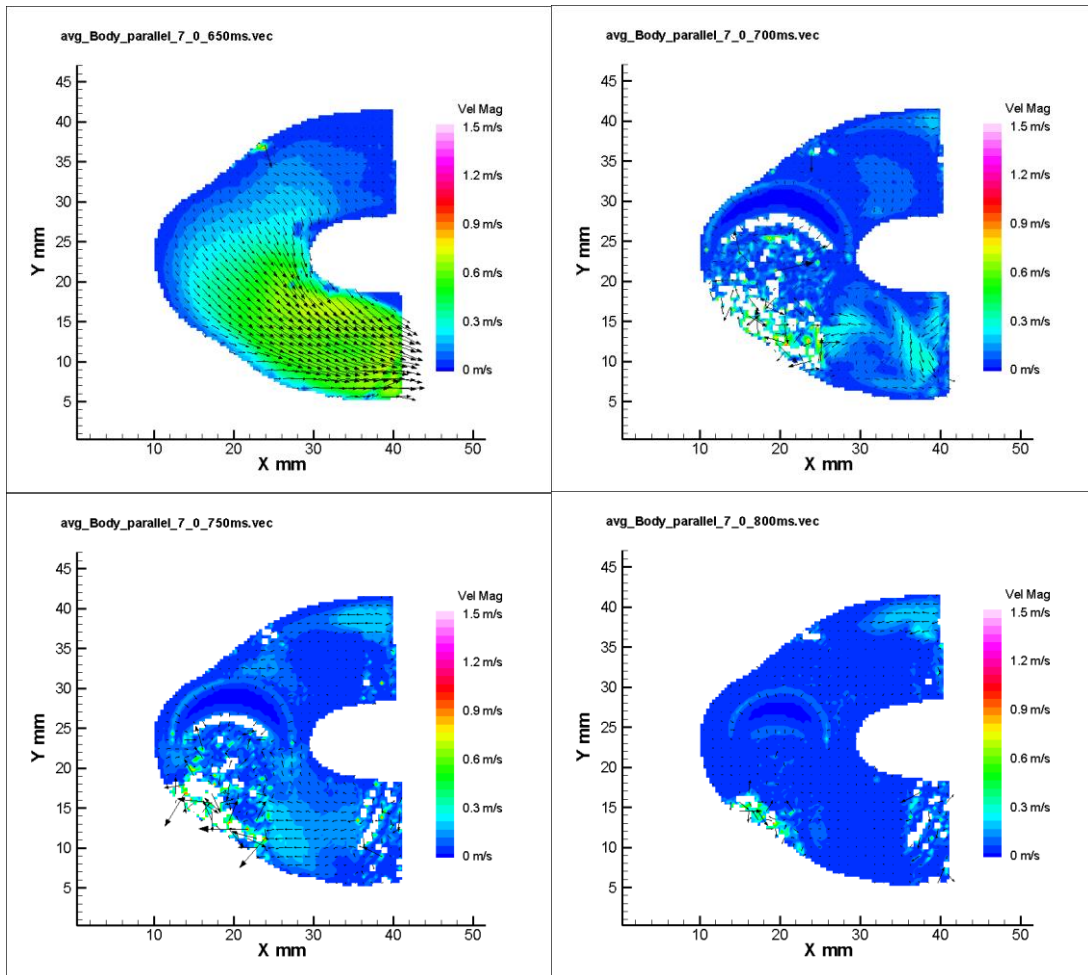 avg_Body_parallel_7_0_650ms.vec
Vel Mag
1.5 m/s
1.2 m/s
0.9 m/s
0.6 m/s
0.3 m/s
0 m/s
45
40
35
30
25
20
15
10
5
Y mm
10 20 30 40 50
X mm
avg_Body_parallel_7_0_700ms.vec
Vel Mag
1.5 m/s
1.2 m/s
0.9 m/s
0.6 m/s
0.3 m/s
0 m/s
45
40
35
30
25
20
15
10
5
Y mm
10 20 30 40 50
X mm
avg_Body_parallel_7_0_750ms.vec
Vel Mag
1.5 m/s
1.2 m/s
0.9 m/s
0.6 m/s
0.3 m/s
0 m/s
45
40
35
30
25
20
15
10
5
Y mm
10 20 30 40 50
X mm
avg_Body_parallel_7_0_800ms.vec
Vel Mag
1.5 m/s
1.2 m/s
0.9 m/s
0.6 m/s
0.3 m/s
0 m/s
45
40
35
30
25
20
15
10
5
Y mm
10 20 30 40 50
X mm